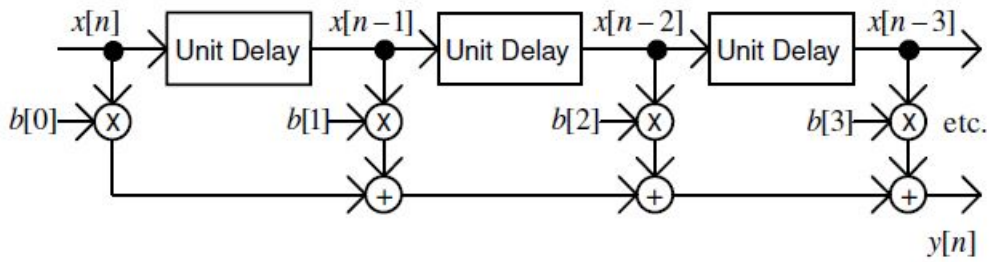 x[n] Unit Delay x[n−1] Unit Delay x[n−2] Unit Delay x[n−3]
b[0] X b[1] X b[2] X b[3] X etc.
+ + +
y[n]